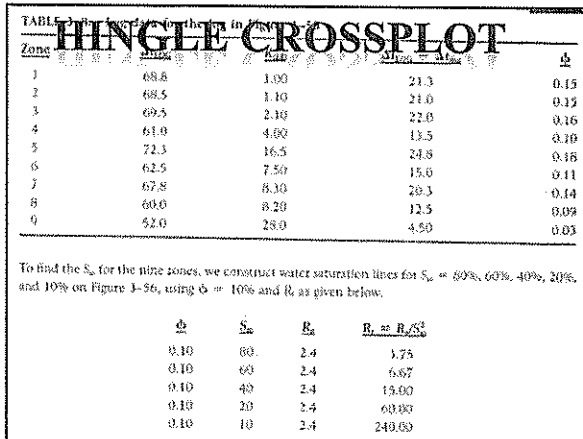 TABLE
HINGLE CROSSPLOT
Zone Φ
1 68.8 1.00 21.3 0.15
2 68.5 1.10 21.0 0.15
3 69.5 2.10 22.0 0.16
4 61.0 4.00 13.5 0.10
5 72.3 16.5 24.8 0.18
6 62.5 7.50 15.0 0.11
7 67.8 8.30 20.3 0.14
8 60.0 8.20 12.5 0.09
9 52.0 28.0 4.50 0.03
To find the Sw for the nine zones, we construct water saturation lines for Sw = 80%, 60%, 40%, 20%,
and 10% on Figure 3-56, using Φ = 10% and Rt as given below.
Φ Sw Ro Rt = Ro/Sw²
0.10 80. 2.4 3.75
0.10 60 2.4 6.67
0.10 40 2.4 15.00
0.10 20 2.4 60.00
0.10 10 2.4 240.00